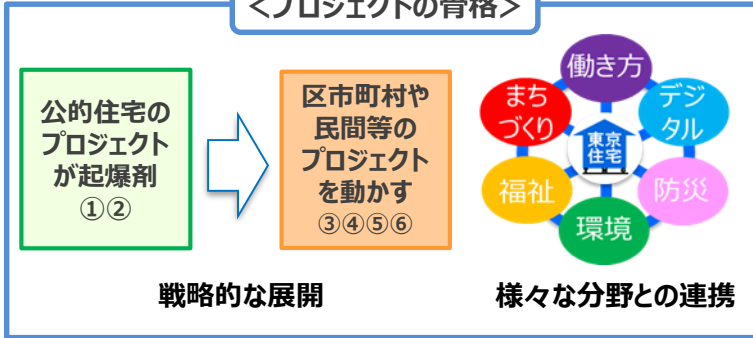 <プロジェクトの骨格>
公的住宅の
プロジェクト
が起爆剤
①②
区市町村や
民間等の
プロジェクト
を動かす
③④⑤⑥
戦略的な展開
働き方
まち
づくり
デジ
タル
東京
住宅
福祉
防災
環境
様々な分野との連携